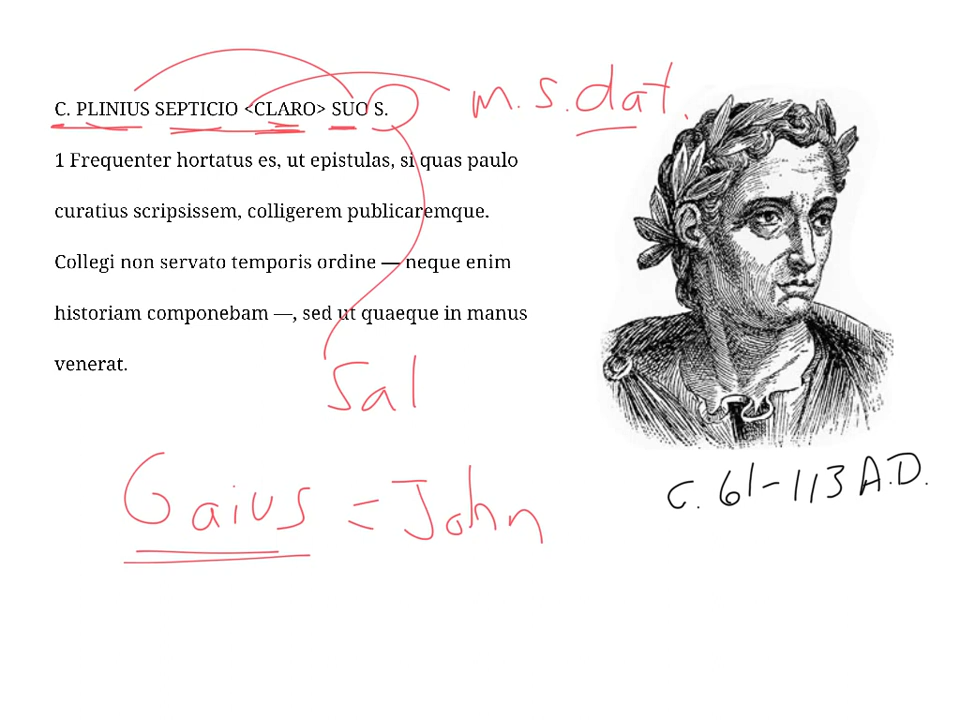 C. PLINIUS SEPTICIO <CLARO> SUO S.
m. s. dat.
1 Frequenter hortatus es, ut epistulas, si quas paulo
curatius scripsissem, colligerem publicaremque.
Collegi non servato temporis ordine — neque enim
historiam componebam —, sed ut quaeque in manus
venerat.
Sal
Gaius = John
c. 61-113 A.D.